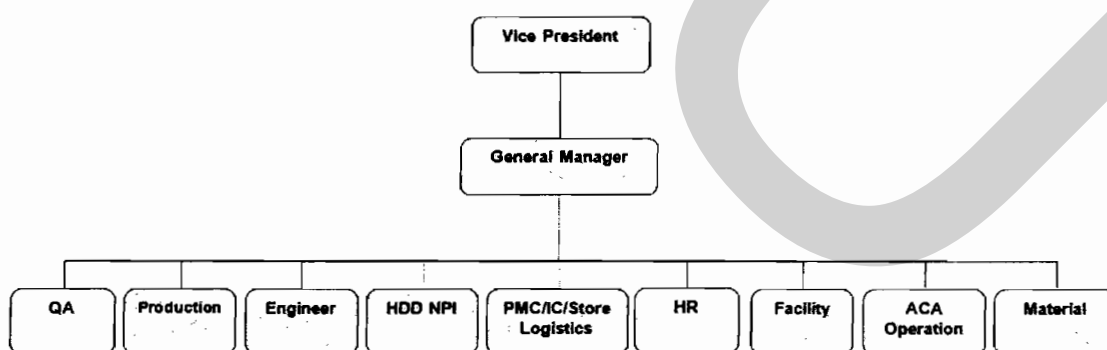 Vice President
General Manager
QA
Production
Engineer
HDD NPI
PMC/IC/Store
Logistics
HR
Facility
ACA
Operation
Material